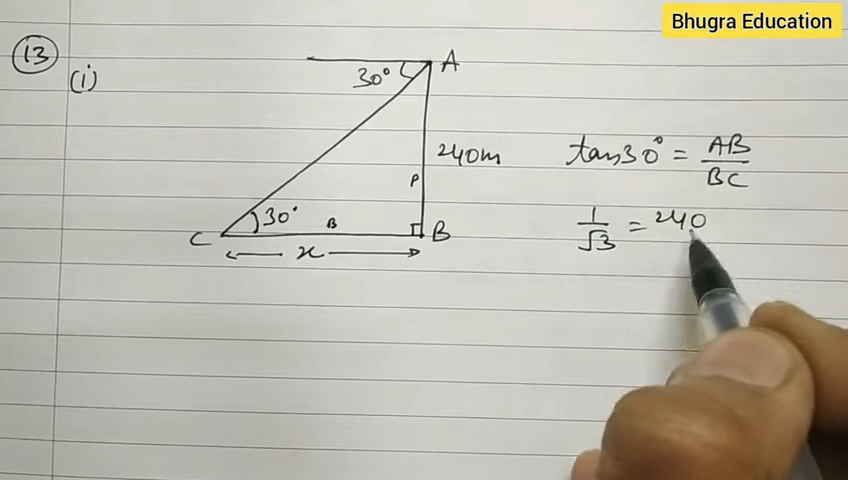 Bhugra Education
13
(i)
30° A
240m
P
tan30° = AB/BC
1/√3 = 240
30° B
C B
x